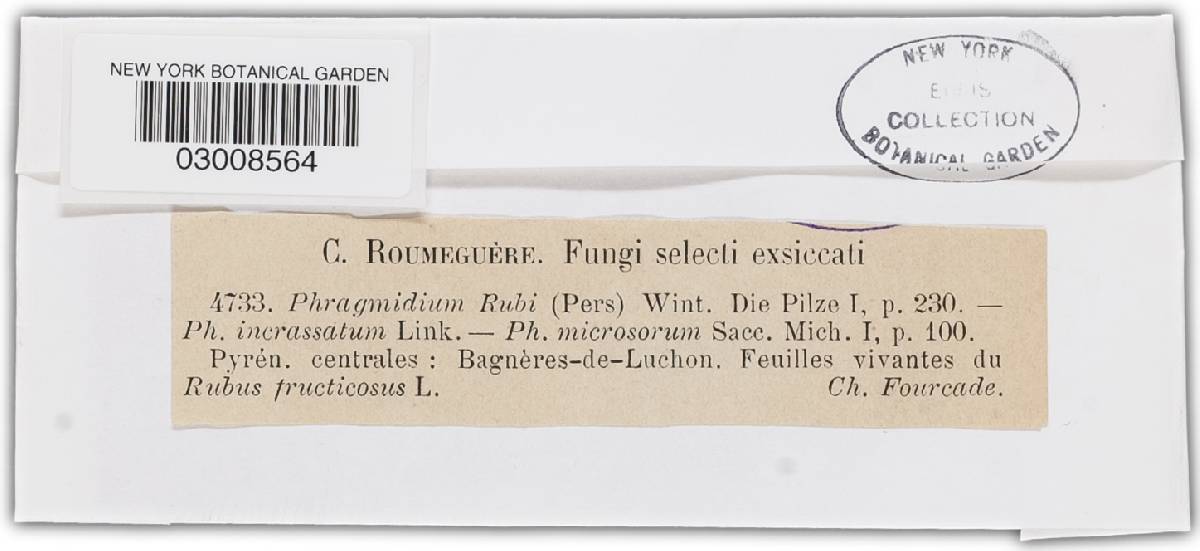 NEW YORK BOTANICAL GARDEN
03008564
NEW YORK
ELLIS
COLLECTION
BOTANICAL GARDEN
C. ROUMEGUÈRE. Fungi selecti exsiccati
4733. Phragmidium Rubi (Pers) Wint. Die Pilze I, p. 230. —
Ph. incrassatum Link. — Ph. microsorum Sacc. Mich. I, p. 100.
Pyrén. centrales : Bagnères-de-Luchon. Feuilles vivantes du
Rubus fructicosus L. Ch. Fourcade.